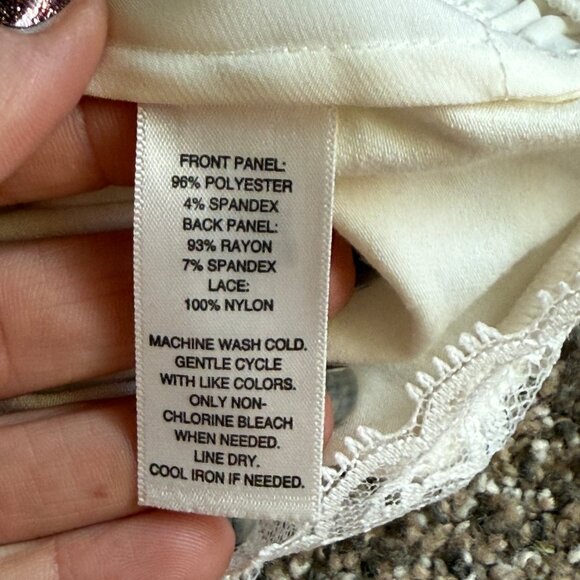 FRONT PANEL:
96% POLYESTER
4% SPANDEX
BACK PANEL:
93% RAYON
7% SPANDEX
LACE:
100% NYLON
MACHINE WASH COLD.
GENTLE CYCLE
WITH LIKE COLORS.
ONLY NON-
CHLORINE BLEACH
WHEN NEEDED.
LINE DRY.
COOL IRON IF NEEDED.